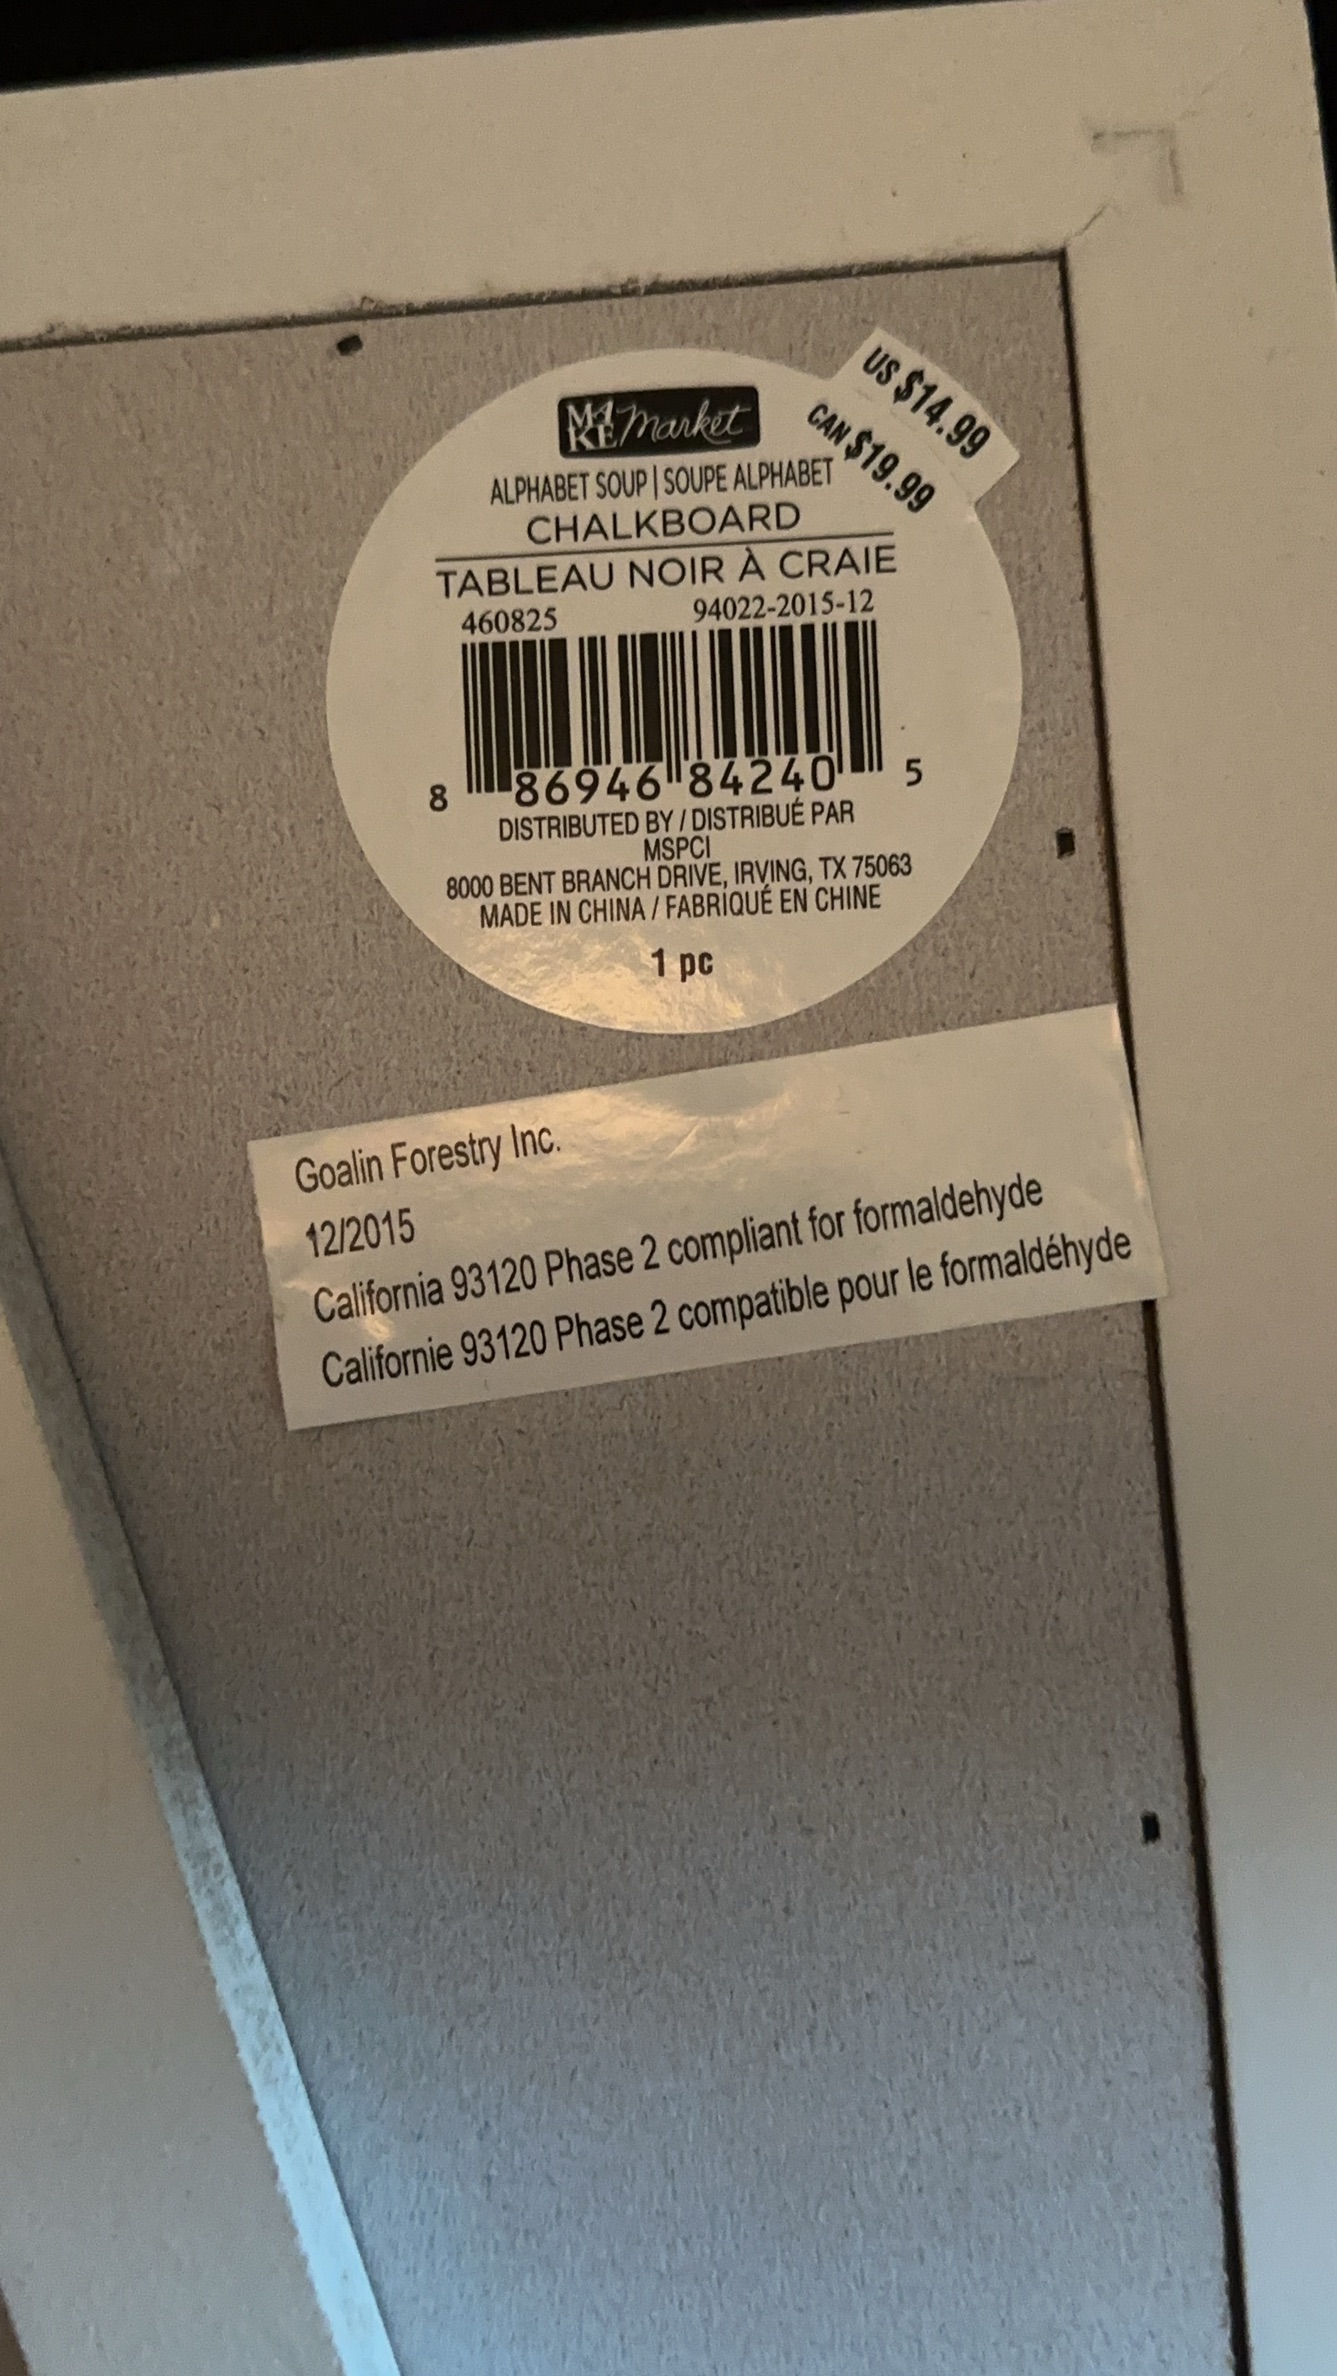 MAKE Market
US $14.99
CAN $19.99
ALPHABET SOUP | SOUPE ALPHABET
CHALKBOARD
TABLEAU NOIR À CRAIE
460825 94022-2015-12
8 86946 84240 5
DISTRIBUTED BY / DISTRIBUÉ PAR
MSPCI
8000 BENT BRANCH DRIVE, IRVING, TX 75063
MADE IN CHINA / FABRIQUÉ EN CHINE
1 pc
Goalin Forestry Inc.
12/2015
California 93120 Phase 2 compliant for formaldehyde
Californie 93120 Phase 2 compatible pour le formaldéhyde